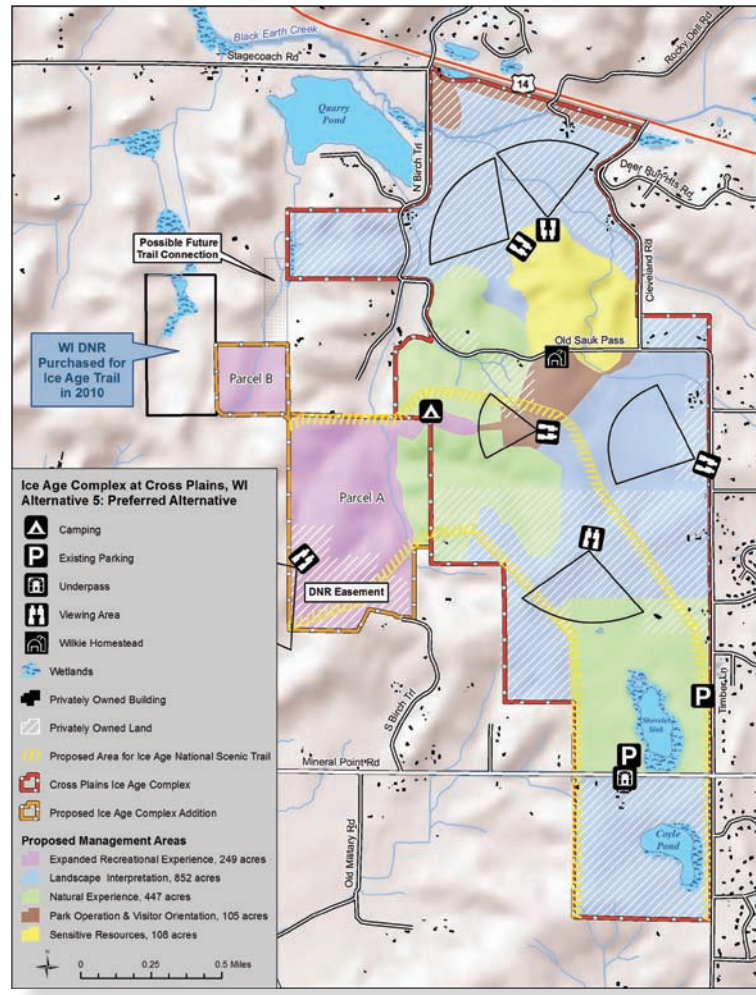 Black Earth Creek
Stagecoach Rd
Rocky Dell Rd
14
Quarry
Pond
N Birch Trl
Deer Run Hts Rd
Possible Future
Trail Connection
Cleveland Rd
WI DNR
Purchased for
Ice Age Trail
in 2010
Old Sauk Pass
Parcel B
Parcel A
DNR Easement
S Birch Trl
Timber Ln
P
Shoveler
Sink
P
Mineral Point Rd
Old Military Rd
Coyle
Pond
Ice Age Complex at Cross Plains, WI
Alternative 5: Preferred Alternative
Camping
P Existing Parking
Underpass
Viewing Area
Wilkie Homestead
Wetlands
Privately Owned Building
Privately Owned Land
Proposed Area for Ice Age National Scenic Trail
Cross Plains Ice Age Complex
Proposed Ice Age Complex Addition
Proposed Management Areas
Expanded Recreational Experience, 249 acres
Landscape Interpretation, 852 acres
Natural Experience, 447 acres
Park Operation & Visitor Orientation, 105 acres
Sensitive Resources, 108 acres
N
0 0.25 0.5 Miles